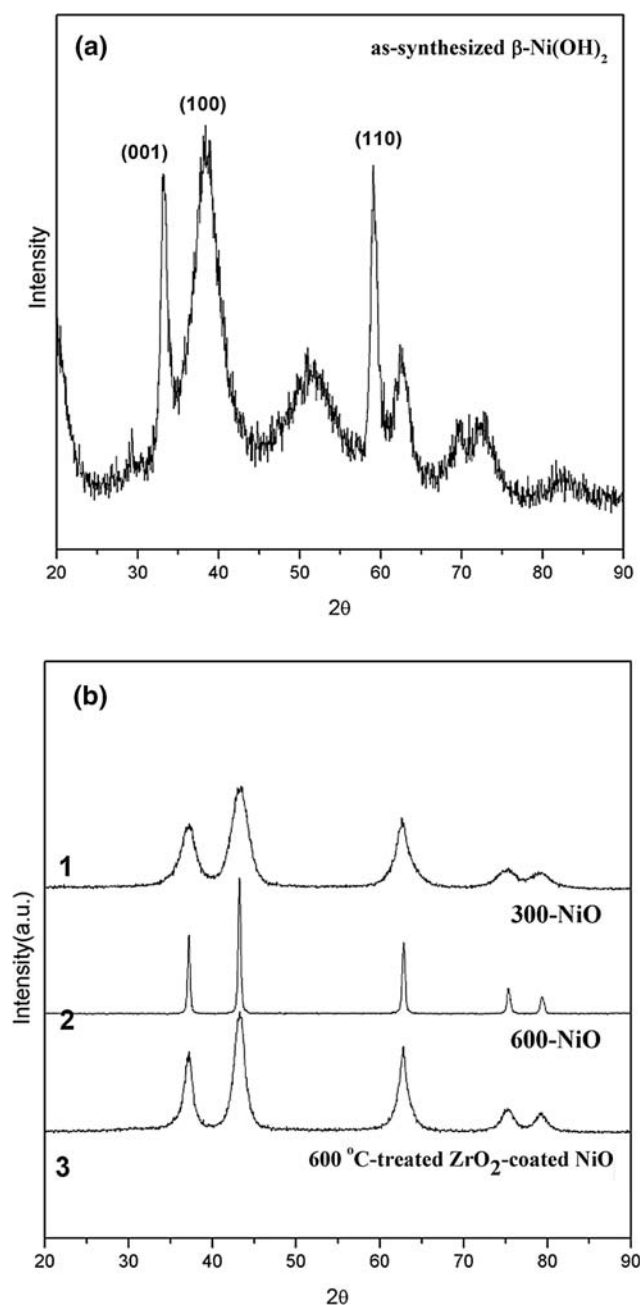 (a)
as-synthesized β-Ni(OH)₂
(100)
(001)
(110)
Intensity
20 30 40 50 60 70 80 90
2θ
(b)
1
300-NiO
Intensity(a.u.)
2
600-NiO
3
600 °C-treated ZrO₂-coated NiO
20 30 40 50 60 70 80 90
2θ